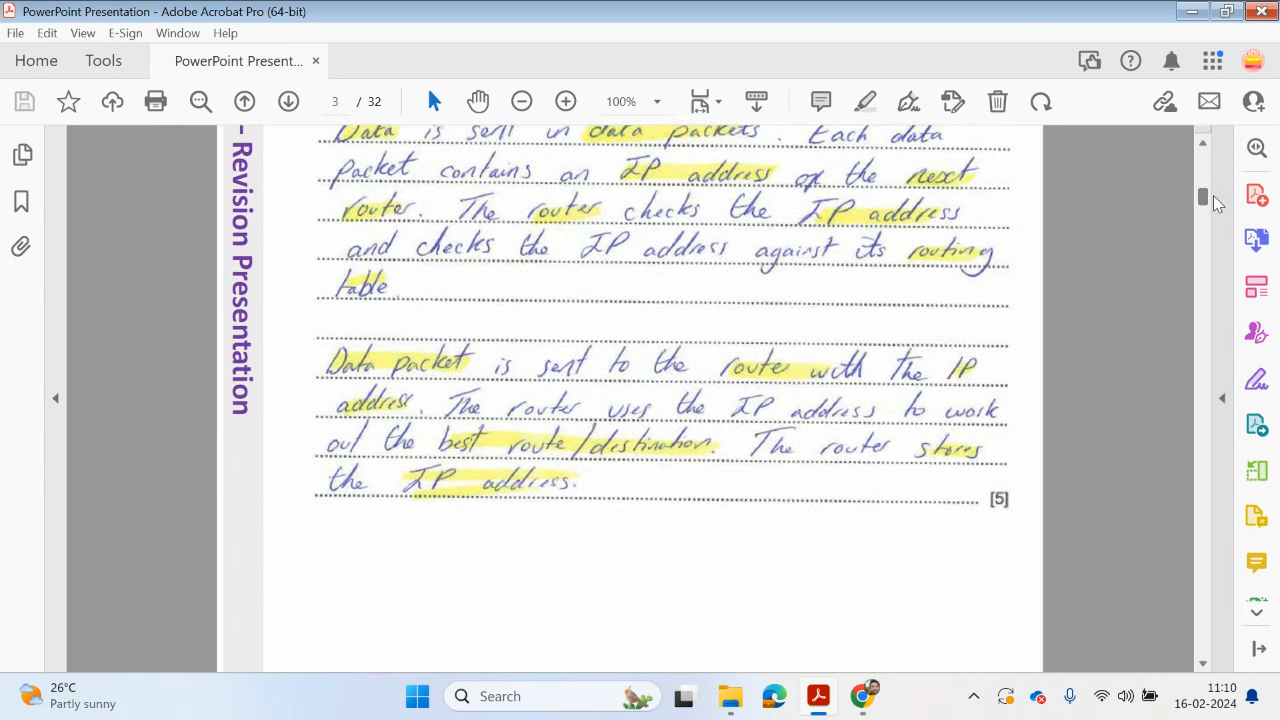 PowerPoint Presentation - Adobe Acrobat Pro (64-bit)
File Edit View E-Sign Window Help
Home Tools PowerPoint Present... ×
3 / 32 100%
– Revision Presentation
Data is sent in data packets. Each data
packet contains an IP address of the next
router. The router checks the IP address
and checks the IP address against its routing
table.
Data packet is sent to the route with the IP
address. The router uses the IP address to work
out the best route/destination. The router stores
the IP address.
[5]
26°C
Partly sunny
Search
11:10
16-02-2024